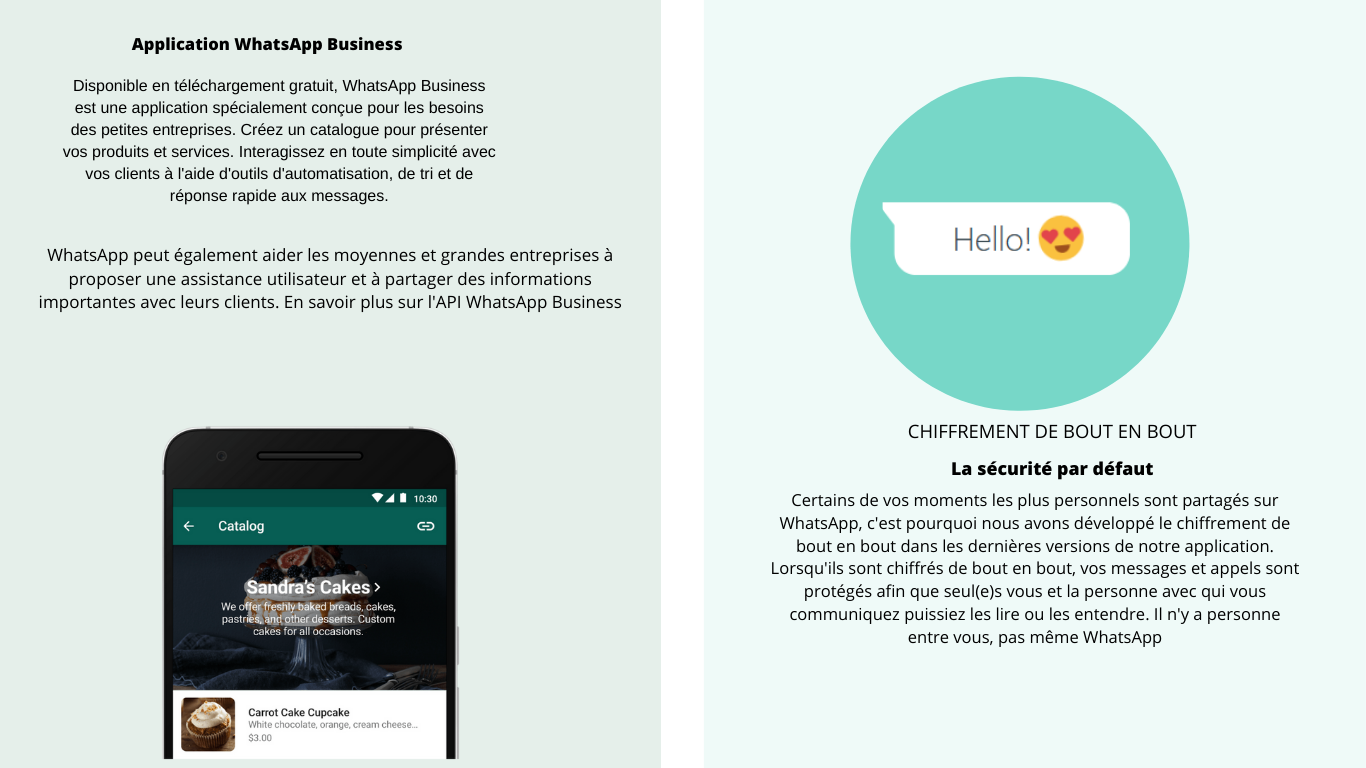 Application WhatsApp Business
Disponible en téléchargement gratuit, WhatsApp Business
est une application spécialement conçue pour les besoins
des petites entreprises. Créez un catalogue pour présenter
vos produits et services. Interagissez en toute simplicité avec
vos clients à l'aide d'outils d'automatisation, de tri et de
réponse rapide aux messages.
WhatsApp peut également aider les moyennes et grandes entreprises à
proposer une assistance utilisateur et à partager des informations
importantes avec leurs clients. En savoir plus sur l'API WhatsApp Business
10:30
Catalog
Sandra's Cakes >
We offer freshly baked breads, cakes,
pastries, and other desserts. Custom
cakes for all occasions.
Carrot Cake Cupcake
White chocolate, orange, cream cheese...
$3.00
Hello! 😍
CHIFFREMENT DE BOUT EN BOUT
La sécurité par défaut
Certains de vos moments les plus personnels sont partagés sur
WhatsApp, c'est pourquoi nous avons développé le chiffrement de
bout en bout dans les dernières versions de notre application.
Lorsqu'ils sont chiffrés de bout en bout, vos messages et appels sont
protégés afin que seul(e)s vous et la personne avec qui vous
communiquez puissiez les lire ou les entendre. Il n'y a personne
entre vous, pas même WhatsApp